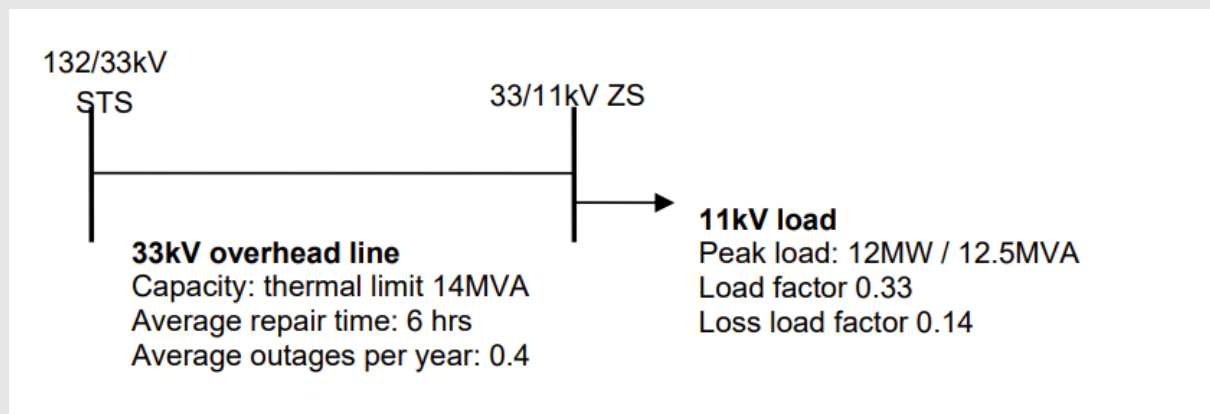 132/33kV
STS
33/11kV ZS
33kV overhead line
Capacity: thermal limit 14MVA
Average repair time: 6 hrs
Average outages per year: 0.4
11kV load
Peak load: 12MW / 12.5MVA
Load factor 0.33
Loss load factor 0.14